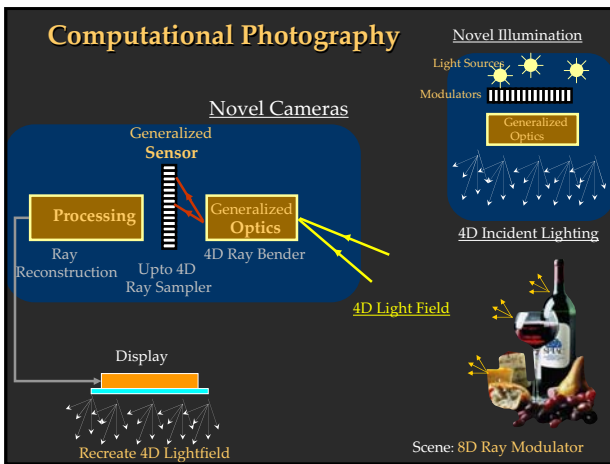 Computational Photography
Novel Illumination
Light Sources
Modulators
Generalized
Optics
4D Incident Lighting
Novel Cameras
Generalized
Sensor
Processing
Generalized
Optics
Ray
Reconstruction
Upto 4D
Ray Sampler
4D Ray Bender
4D Light Field
Display
Recreate 4D Lightfield
Scene: 8D Ray Modulator